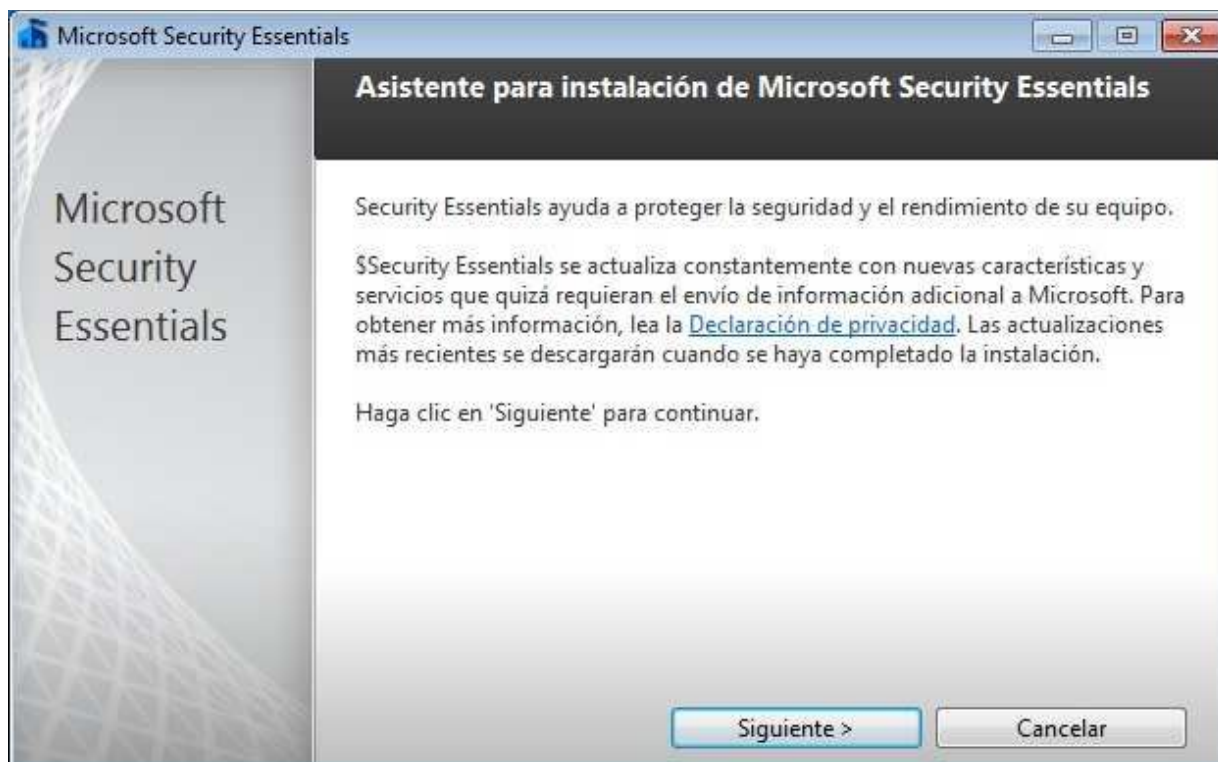 Microsoft Security Essentials
Asistente para instalación de Microsoft Security Essentials
Microsoft
Security
Essentials
Security Essentials ayuda a proteger la seguridad y el rendimiento de su equipo.
$Security Essentials se actualiza constantemente con nuevas características y
servicios que quizá requieran el envío de información adicional a Microsoft. Para
obtener más información, lea la Declaración de privacidad. Las actualizaciones
más recientes se descargarán cuando se haya completado la instalación.
Haga clic en 'Siguiente' para continuar.
Siguiente >
Cancelar